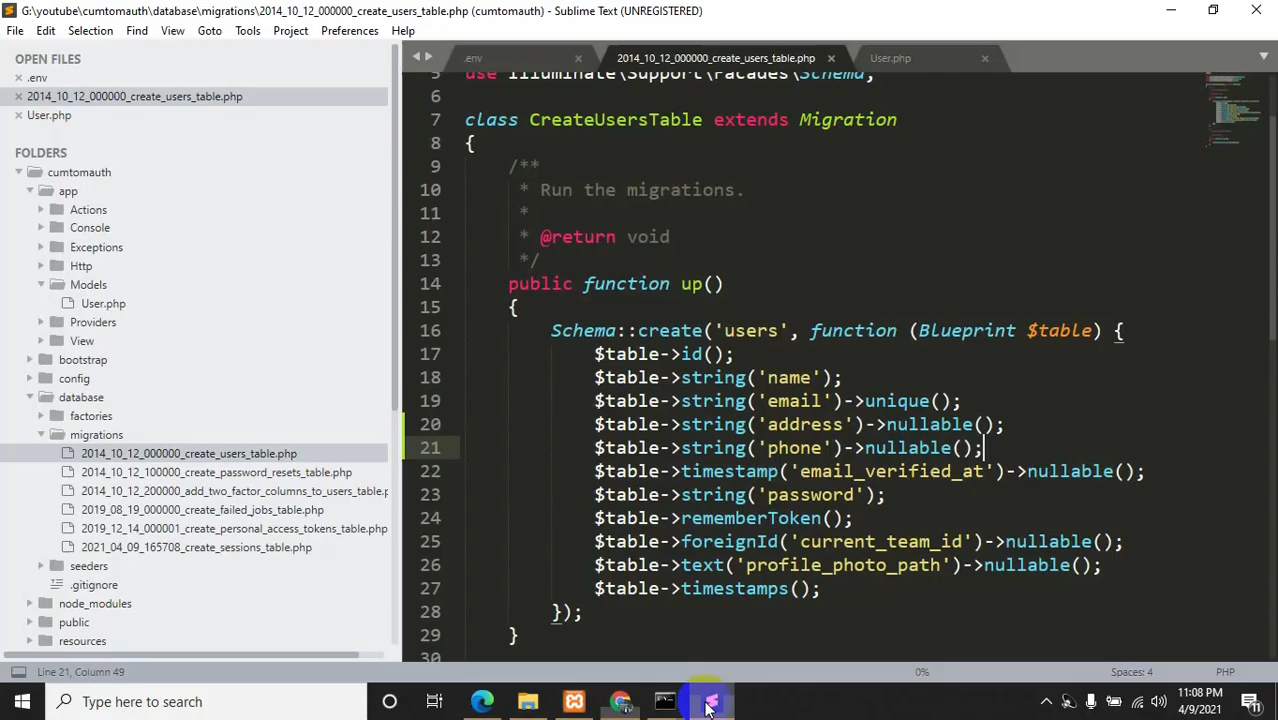 G:\youtube\cumtomauth\database\migrations\2014_10_12_000000_create_users_table.php (cumtomauth) - Sublime Text (UNREGISTERED)
File Edit Selection Find View Goto Tools Project Preferences Help
OPEN FILES
.env
2014_10_12_000000_create_users_table.php
User.php
FOLDERS
cumtomauth
app
Actions
Console
Exceptions
Http
Models
User.php
Providers
View
bootstrap
config
database
factories
migrations
2014_10_12_000000_create_users_table.php
2014_10_12_100000_create_password_resets_table.php
2014_10_12_200000_add_two_factor_columns_to_users_table.p
2019_08_19_000000_create_failed_jobs_table.php
2019_12_14_000001_create_personal_access_tokens_table.php
2021_04_09_165708_create_sessions_table.php
seeders
.gitignore
node_modules
public
resources
.env 2014_10_12_000000_create_users_table.php User.php
5 use Illuminate\Support\Facades\Schema;
6
7 class CreateUsersTable extends Migration
8 {
9 /**
10 * Run the migrations.
11 *
12 * @return void
13 */
14 public function up()
15 {
16 Schema::create('users', function (Blueprint $table) {
17 $table->id();
18 $table->string('name');
19 $table->string('email')->unique();
20 $table->string('address')->nullable();
21 $table->string('phone')->nullable();
22 $table->timestamp('email_verified_at')->nullable();
23 $table->string('password');
24 $table->rememberToken();
25 $table->foreignId('current_team_id')->nullable();
26 $table->text('profile_photo_path')->nullable();
27 $table->timestamps();
28 });
29 }
30
Line 21, Column 49 0% Spaces: 4 PHP
Type here to search
11:08 PM
4/9/2021
11